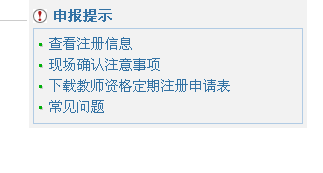 申报提示
查看注册信息
现场确认注意事项
下载教师资格定期注册申请表
常见问题